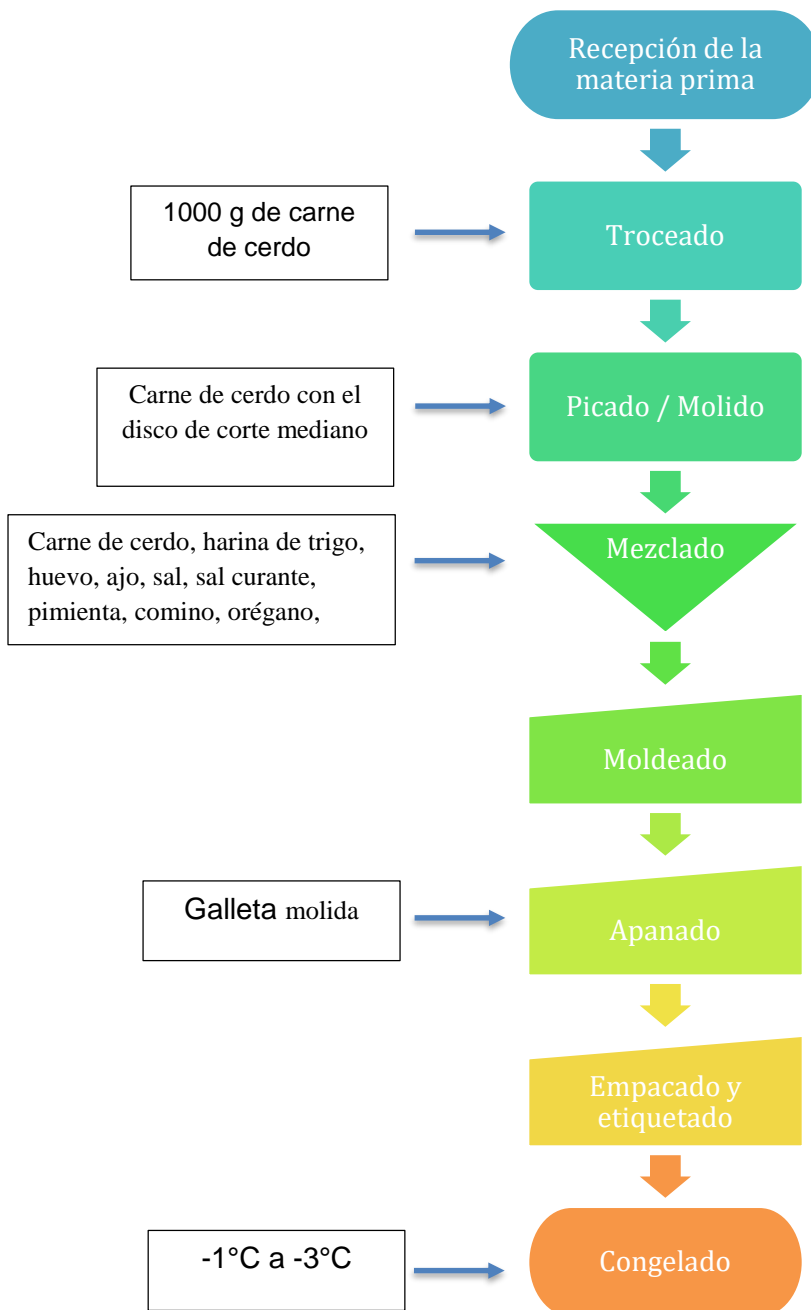 Recepción de la
materia prima
1000 g de carne
de cerdo
Troceado
Carne de cerdo con el
disco de corte mediano
Picado / Molido
Carne de cerdo, harina de trigo,
huevo, ajo, sal, sal curante,
pimienta, comino, orégano,
Mezclado
Moldeado
Galleta molida
Apanado
Empacado y
etiquetado
-1°C a -3°C
Congelado